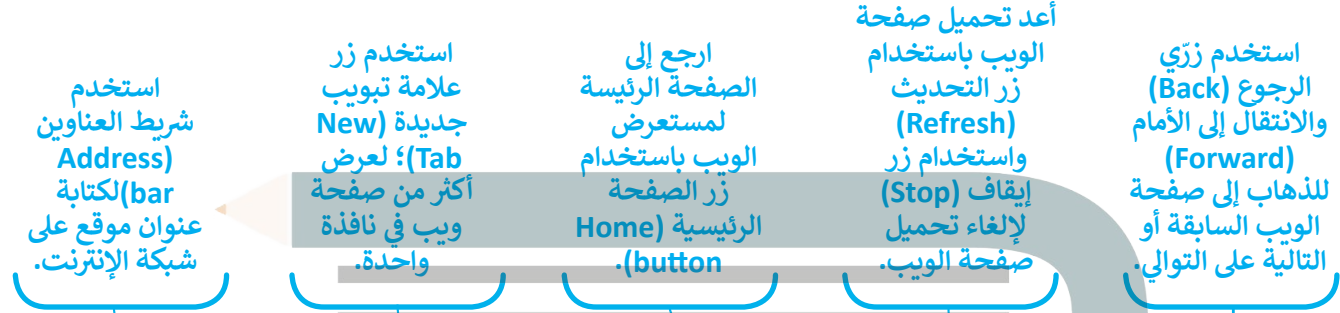 استخدم زرّي
الرجوع (Back)
والانتقال إلى الأمام
(Forward)
للذهاب إلى صفحة
الويب السابقة أو
التالية على التوالي.
أعد تحميل صفحة
الويب باستخدام
زر التحديث
(Refresh)
واستخدام زر
إيقاف (Stop)
لإلغاء تحميل
صفحة الويب.
ارجع إلى
الصفحة الرئيسة
لمستعرض
الويب باستخدام
زر الصفحة
الرئيسية (Home
button).
استخدم زر
علامة تبويب
جديدة (New
Tab)؛ لعرض
أكثر من صفحة
ويب في نافذة
واحدة.
استخدم
شريط العناوين
(Address
bar)لكتابة
عنوان موقع على
شبكة الإنترنت.